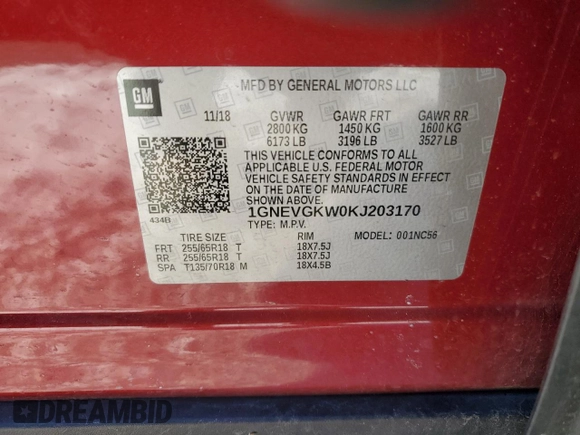 GM
MFD BY GENERAL MOTORS LLC
11/18 GVWR GAWR FRT GAWR RR
2800 KG 1450 KG 1600 KG
6173 LB 3196 LB 3527 LB
THIS VEHICLE CONFORMS TO ALL
APPLICABLE U.S. FEDERAL MOTOR
VEHICLE SAFETY STANDARDS IN EFFECT
ON THE DATE OF MANUFACTURE
SHOWN ABOVE.
434B
1GNEVGKW0KJ203170
TYPE: M.P.V.
TIRE SIZE RIM MODEL: 001NC56
FRT 255/65R18 T 18X7.5J
RR 255/65R18 T 18X7.5J
SPA T135/70R18 M 18X4.5B
DREAMBID